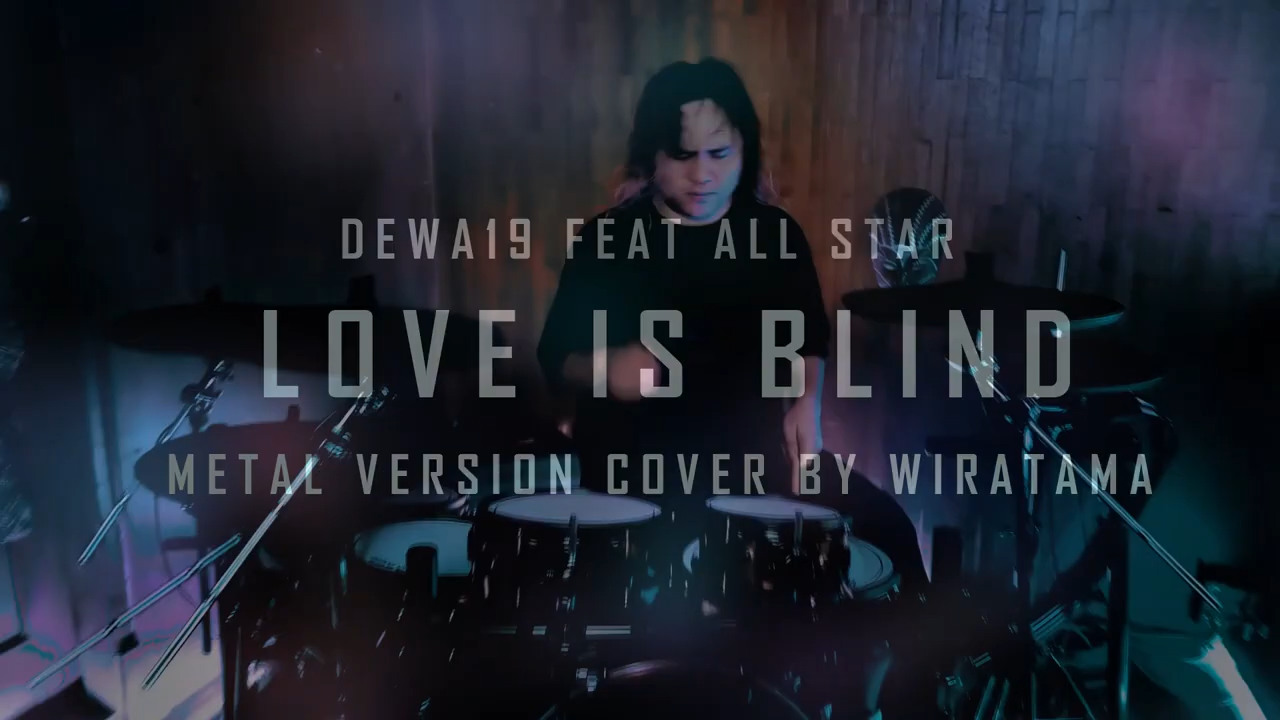 DEWA19 FEAT ALL STAR
LOVE IS BLIND
METAL VERSION COVER BY WIRATAMA